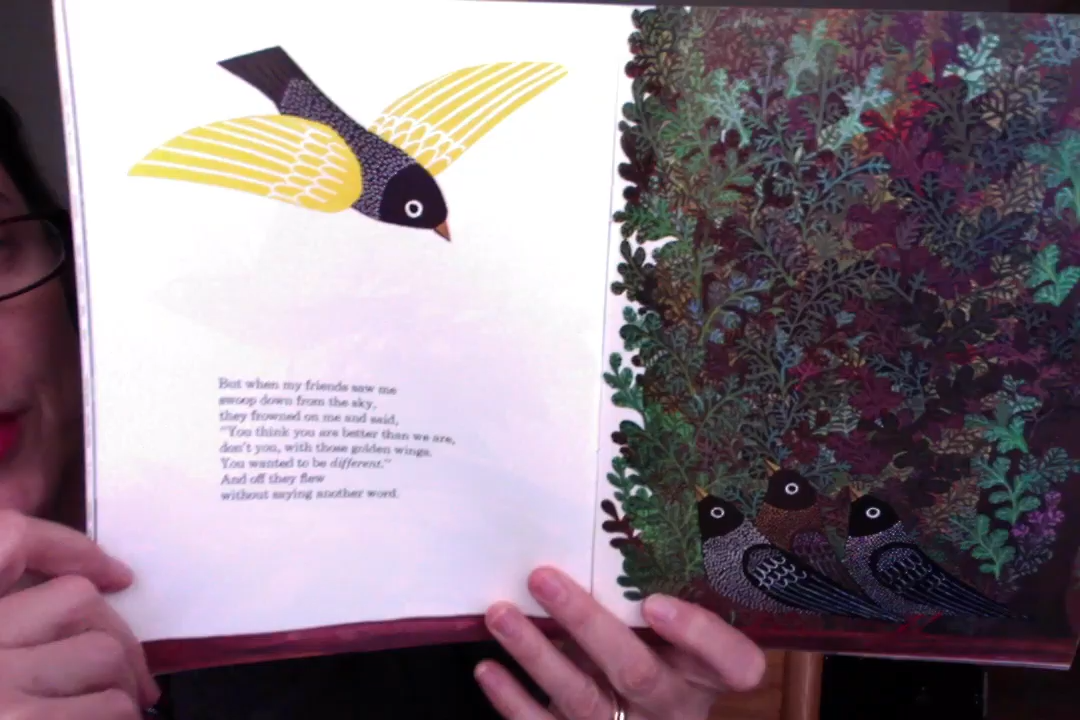 But when my friends saw me
swoop down from the sky,
they frowned on me and said,
"You think you are better than we are,
don't you, with those golden wings.
You wanted to be different."
And off they flew
without saying another word.